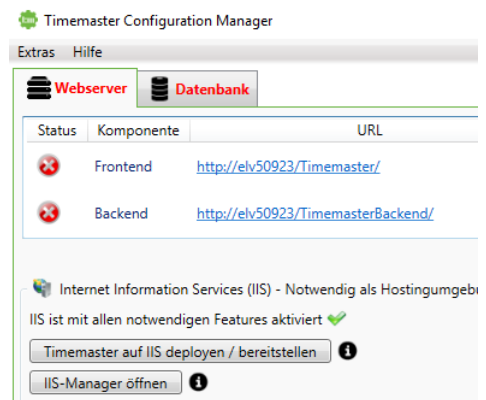 Timemaster Configuration Manager
Extras Hilfe
Webserver Datenbank
Status Komponente URL
Frontend http://elv50923/Timemaster/
Backend http://elv50923/TimemasterBackend/
Internet Information Services (IIS) - Notwendig als Hostingumgebu
IIS ist mit allen notwendigen Features aktiviert
Timemaster auf IIS deployen / bereitstellen
IIS-Manager öffnen